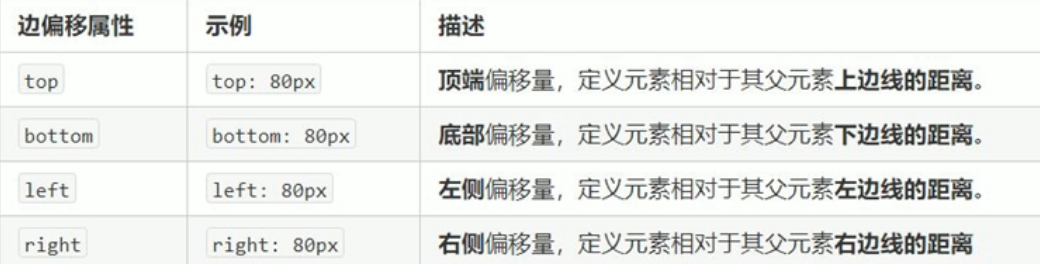 边偏移属性 示例 描述
top top: 80px 顶端偏移量，定义元素相对于其父元素上边线的距离。
bottom bottom: 80px 底部偏移量，定义元素相对于其父元素下边线的距离。
left left: 80px 左侧偏移量，定义元素相对于其父元素左边线的距离。
right right: 80px 右侧偏移量，定义元素相对于其父元素右边线的距离